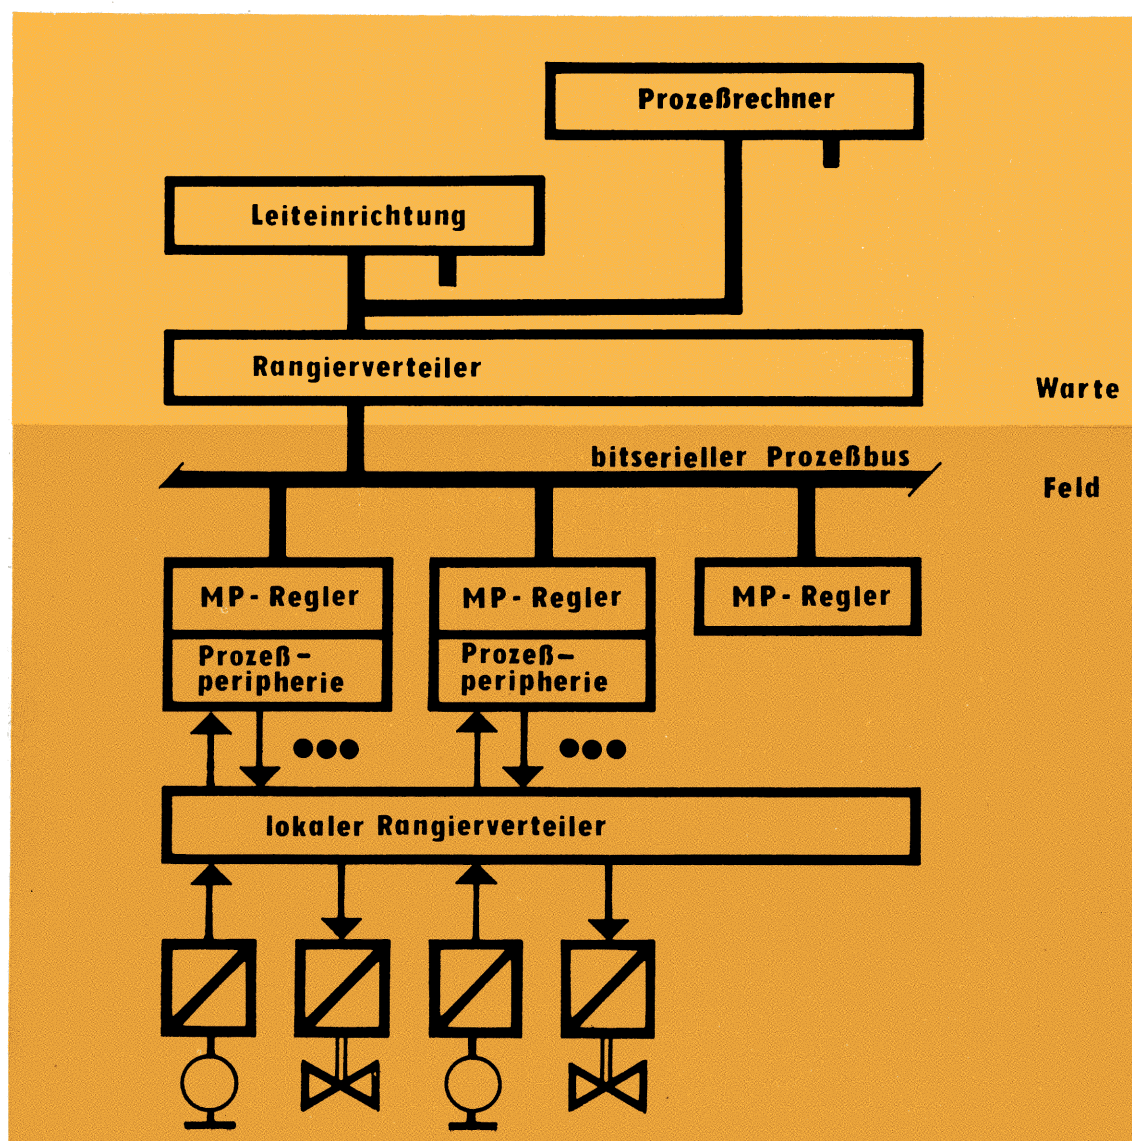 Prozeßrechner
Leiteinrichtung
Rangierverteiler
Warte
bitserieller Prozeßbus
Feld
MP-Regler
MP-Regler
MP-Regler
Prozeß-
peripherie
Prozeß-
peripherie
lokaler Rangierverteiler